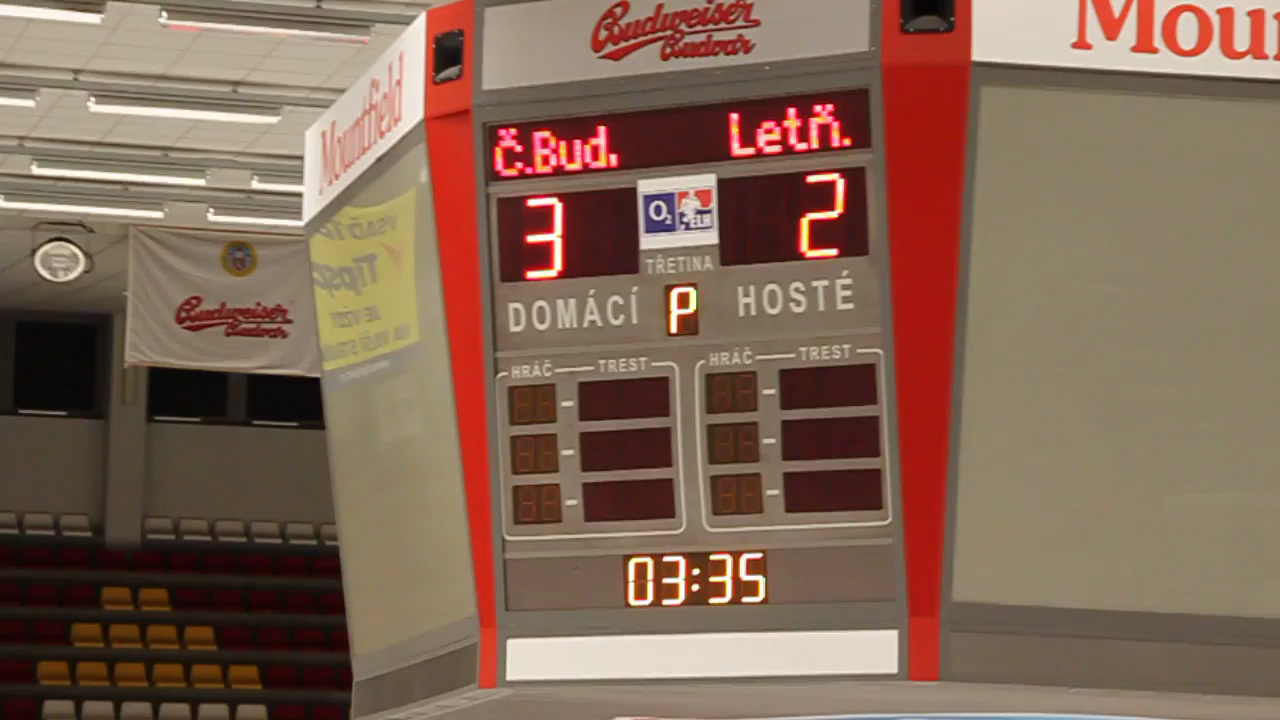 Budweiser
Budvar
Mountfield
Moun
Č.Bud. Letň.
3 2
O2
ELH
TŘETINA
DOMÁCÍ P HOSTÉ
HRÁČ TREST HRÁČ TREST
03:35
Budweiser
Budvar